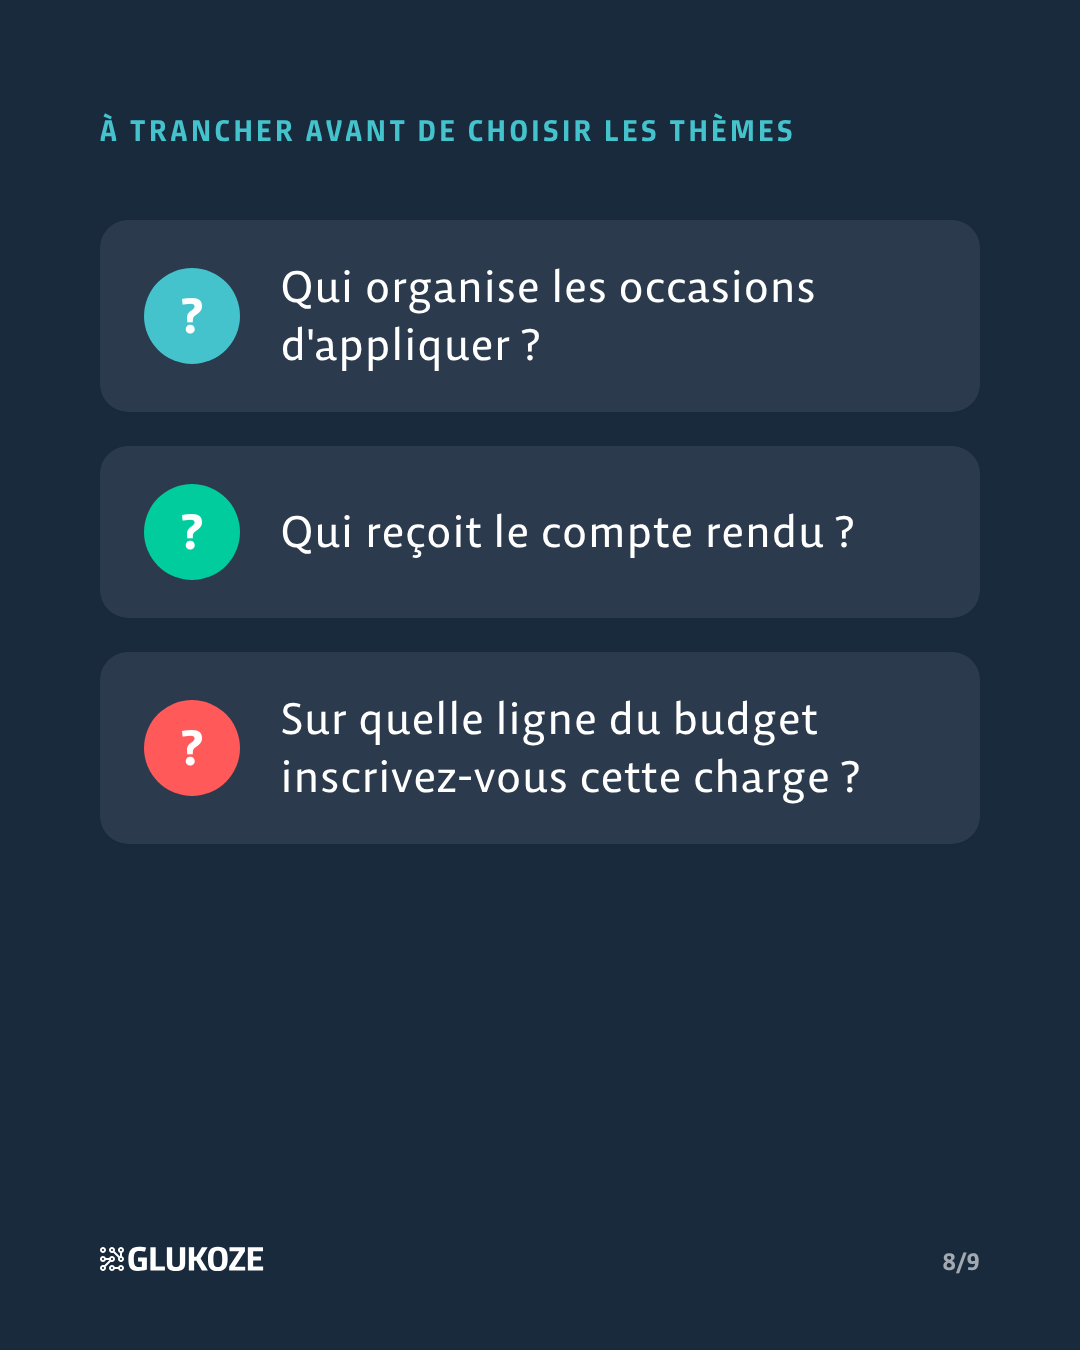 À TRANCHER AVANT DE CHOISIR LES THÈMES
?
Qui organise les occasions
d'appliquer ?
?
Qui reçoit le compte rendu ?
?
Sur quelle ligne du budget
inscrivez-vous cette charge ?
GLUKOZE
8/9